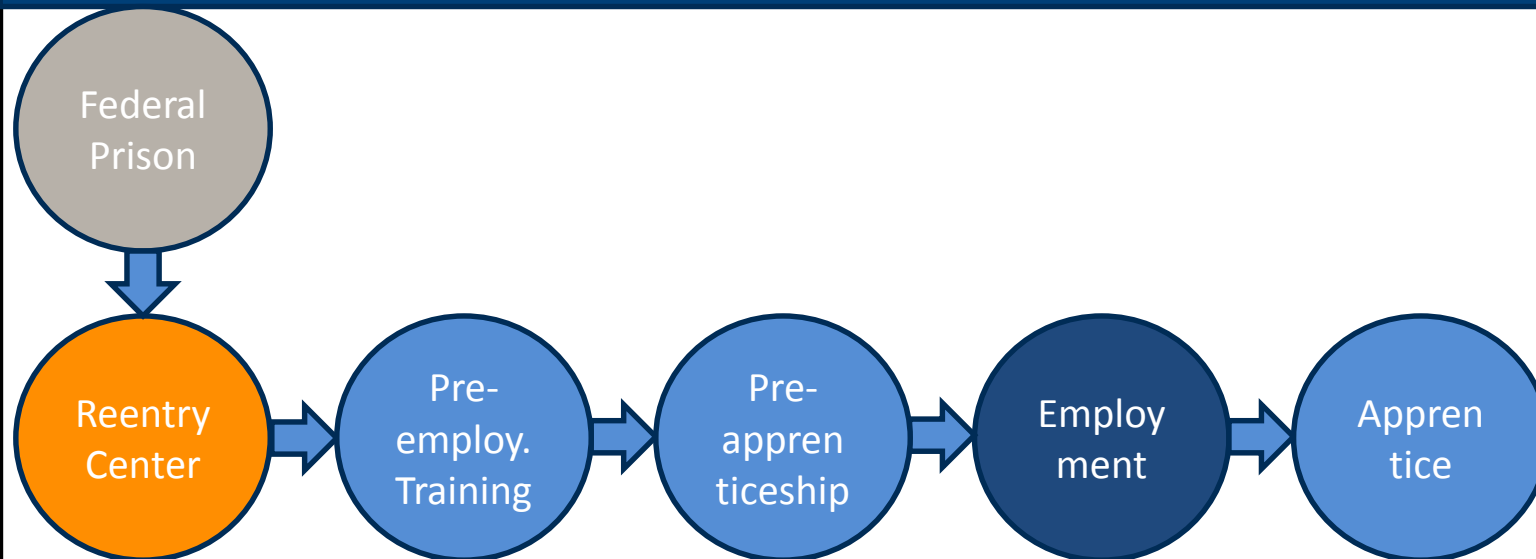 Federal
Prison
Reentry
Center
Pre-
employ.
Training
Pre-
appren
ticeship
Employ
ment
Appren
tice